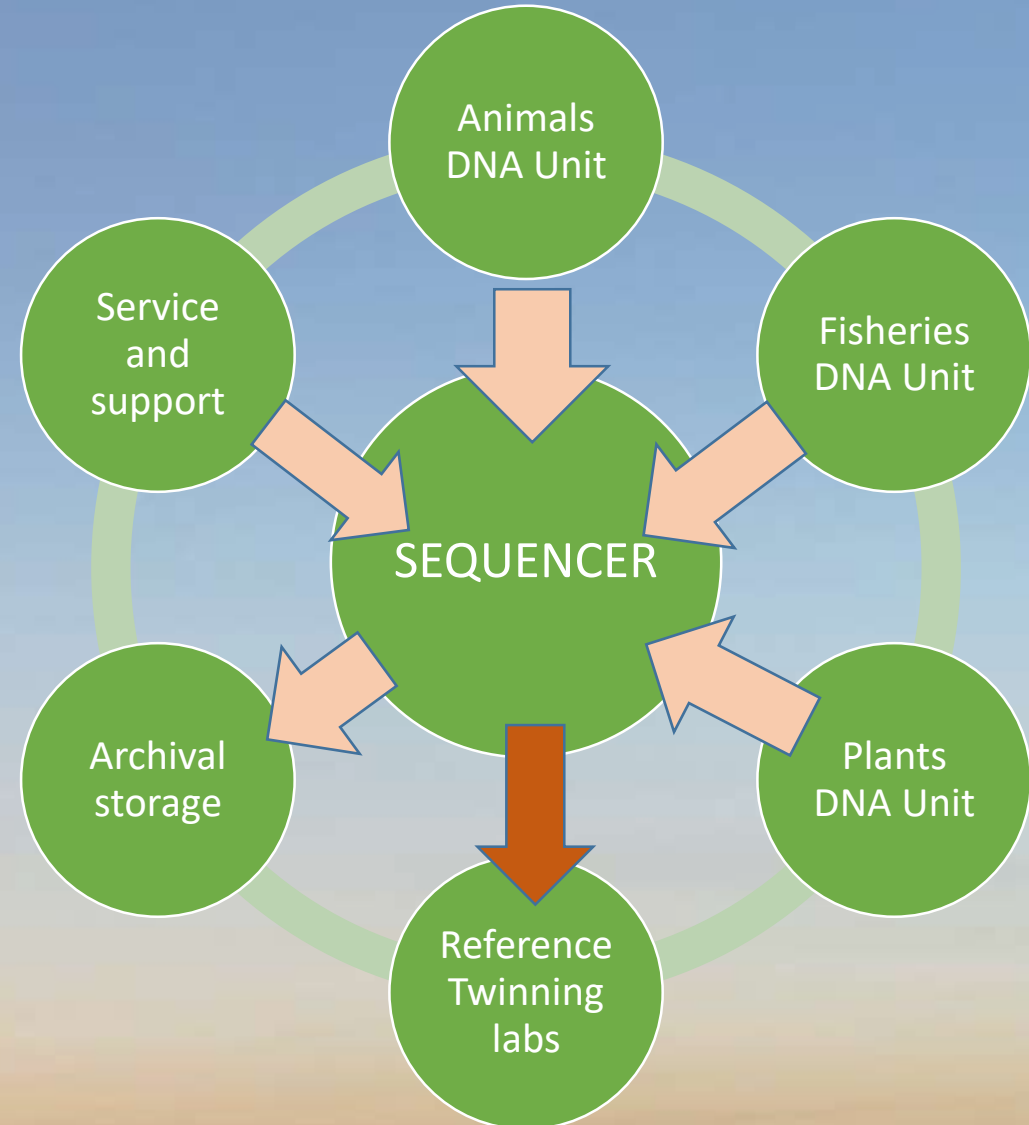 Animals
DNA Unit
Service
and
support
Fisheries
DNA Unit
SEQUENCER
Archival
storage
Plants
DNA Unit
Reference
Twinning
labs